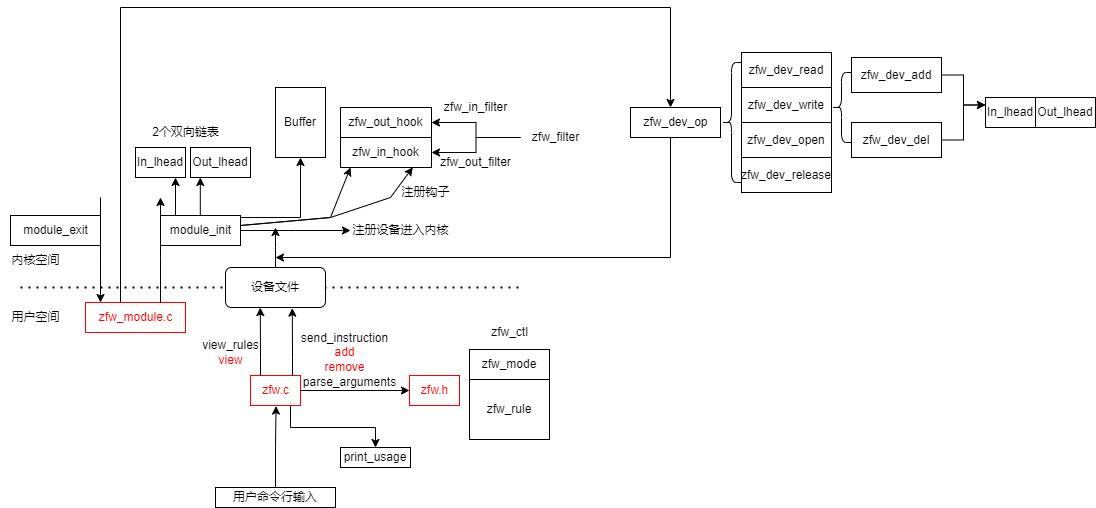 2个双向链表
In_lhead
Out_lhead
Buffer
zfw_out_hook
zfw_in_hook
zfw_in_filter
zfw_out_filter
zfw_filter
注册钩子
zfw_dev_op
zfw_dev_read
zfw_dev_write
zfw_dev_open
zfw_dev_release
zfw_dev_add
zfw_dev_del
In_lhead
Out_lhead
module_exit
module_init
注册设备进入内核
内核空间
设备文件
用户空间
zfw_module.c
view_rules
view
send_instruction
add
remove
parse_arguments
zfw.c
zfw.h
zfw_ctl
zfw_mode
zfw_rule
print_usage
用户命令行输入